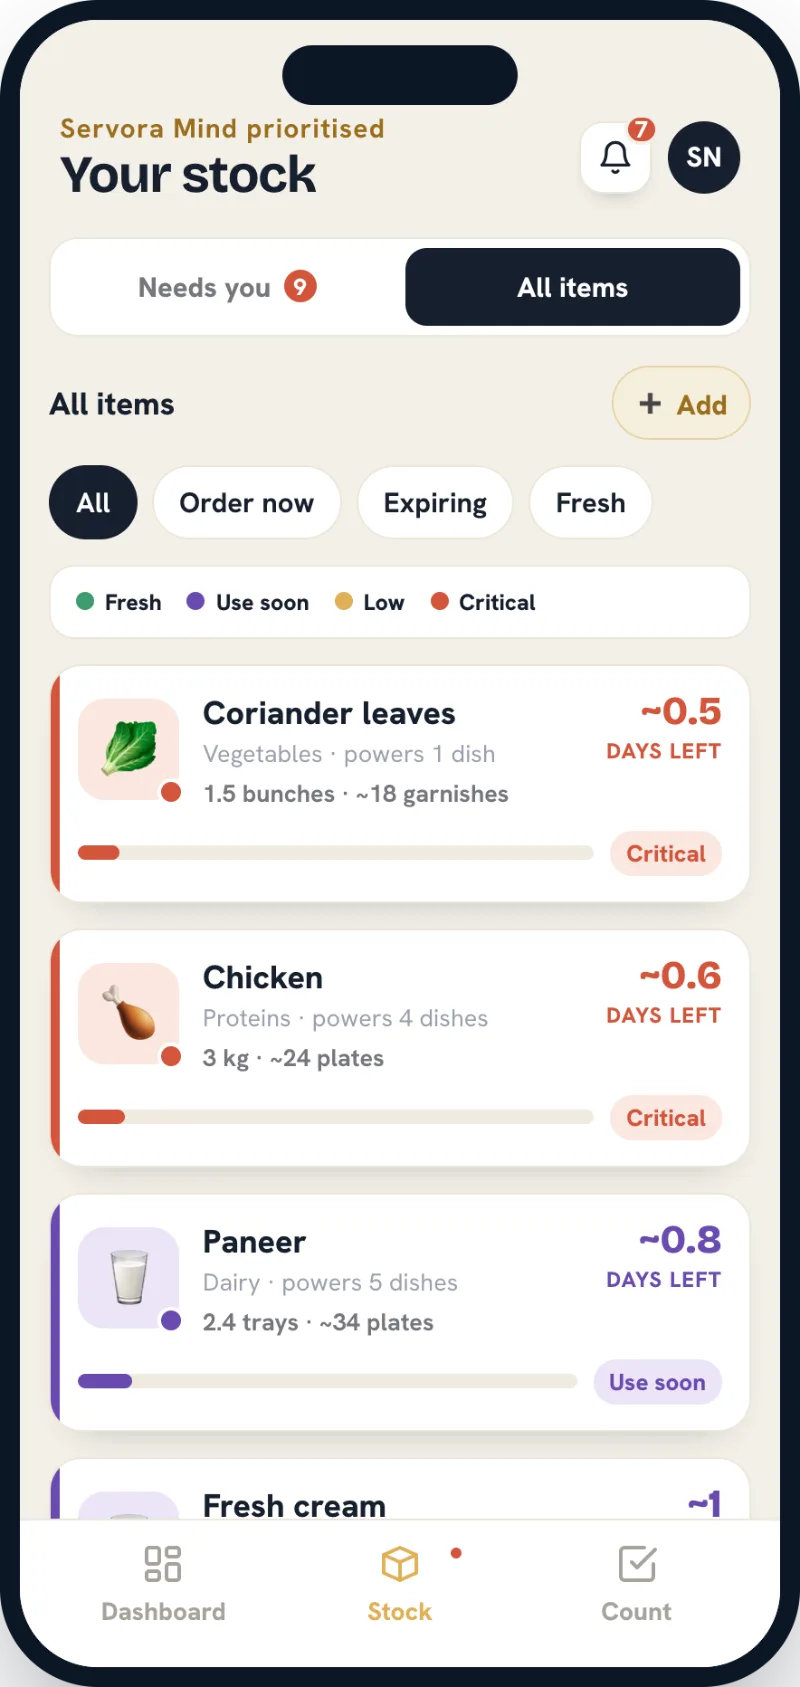 Servora Mind prioritised
Your stock
7
SN
Needs you 9
All items
All items
+ Add
All
Order now
Expiring
Fresh
Fresh
Use soon
Low
Critical
Coriander leaves
~0.5
Vegetables · powers 1 dish
DAYS LEFT
1.5 bunches · ~18 garnishes
Critical
Chicken
~0.6
Proteins · powers 4 dishes
DAYS LEFT
3 kg · ~24 plates
Critical
Paneer
~0.8
Dairy · powers 5 dishes
DAYS LEFT
2.4 trays · ~34 plates
Use soon
Fresh cream
~1
Dashboard
Stock
Count